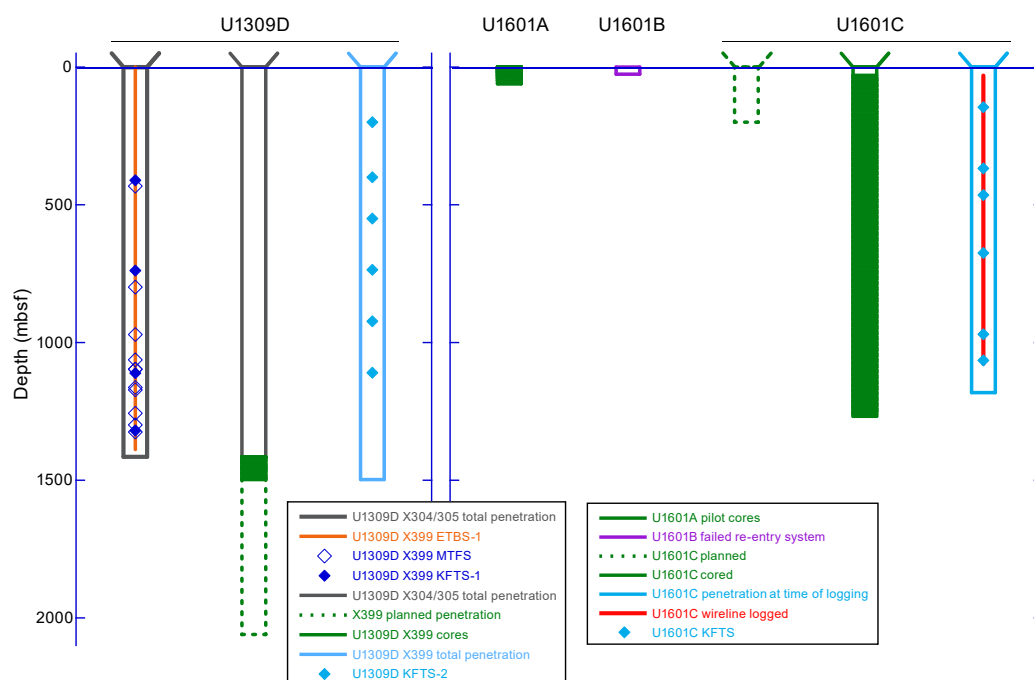 U1309D
U1601A
U1601B
U1601C
0
500
1000
1500
2000
Depth (mbsf)
U1309D X304/305 total penetration
U1309D X399 ETBS-1
U1309D X399 MTFS
U1309D X399 KFTS-1
U1309D X304/305 total penetration
X399 planned penetration
U1309D X399 cores
U1309D X399 total penetration
U1309D KFTS-2
U1601A pilot cores
U1601B failed re-entry system
U1601C planned
U1601C cored
U1601C penetration at time of logging
U1601C wireline logged
U1601C KFTS